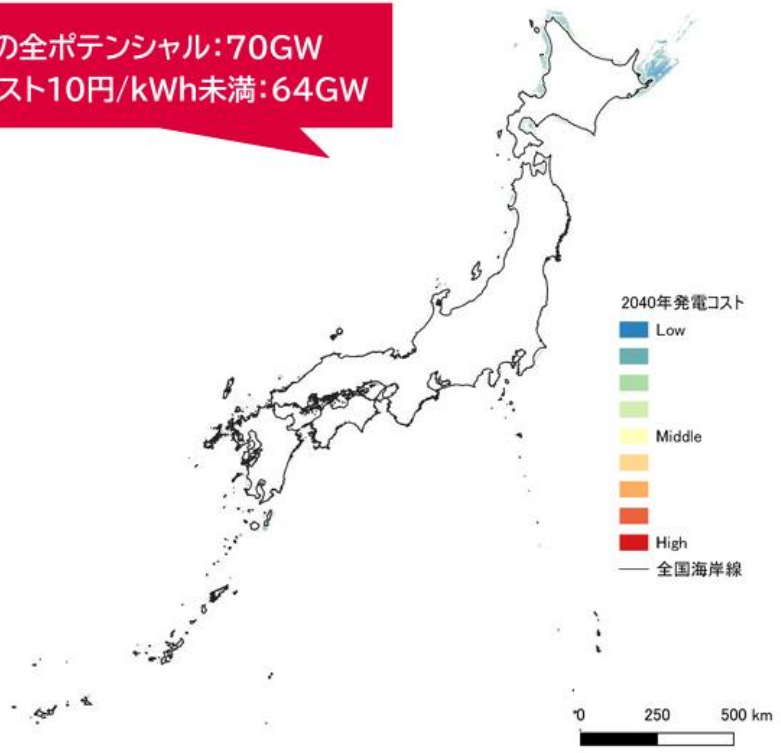 の全ポテンシャル：70GW
スト10円/kWh未満：64GW
2040年発電コスト
Low
Middle
High
全国海岸線
0 250 500 km